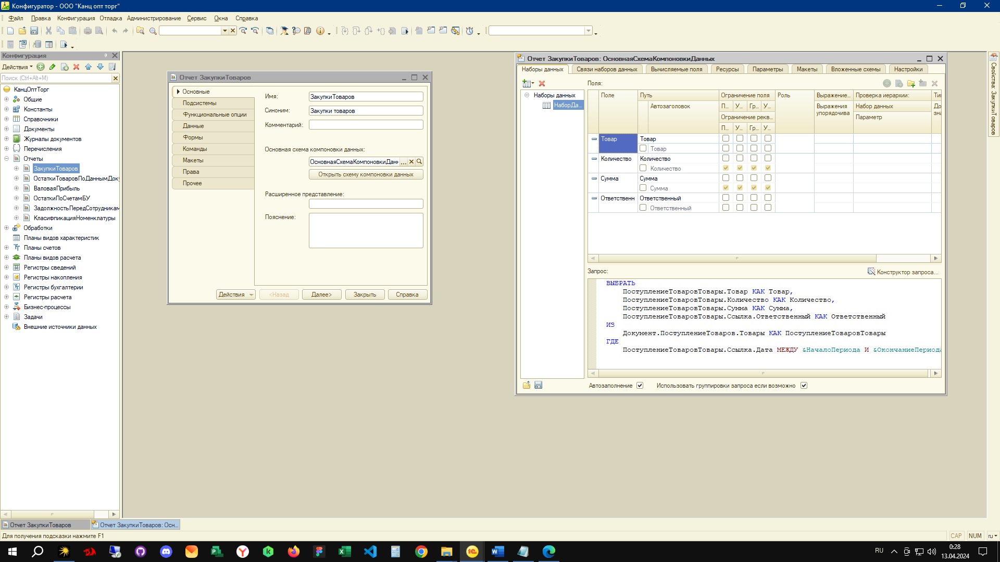 Конфигуратор - ООО "Канц опт торг"
Файл Правка Конфигурация Отладка Администрирование Сервис Окна Справка
Конфигурация
Действия
Поиск (Ctrl+Alt+M)
КанцОптТорг
Общие
Константы
Справочники
Документы
Журналы документов
Перечисления
Отчеты
ЗакупкиТоваров
ОстаткиТоваровПоДаннымДоку
ВаловаяПрибыль
ОстаткиПоСчетамБУ
ЗадолжностьПередСотрудникам
КласифпикацияНоменклатуры
Обработки
Планы видов характеристик
Планы счетов
Планы видов расчета
Регистры сведений
Регистры накопления
Регистры бухгалтерии
Регистры расчета
Бизнес-процессы
Задачи
Внешние источники данных
Отчет ЗакупкиТоваров
Основные
Подсистемы
Функциональные опции
Данные
Формы
Команды
Макеты
Права
Прочее
Имя: ЗакупкиТоваров
Синоним: Закупки товаров
Комментарий:
Основная схема компоновки данных:
ОсновнаяСхемаКомпоновкиДанн ...
Открыть схему компоновки данных
Расширенное представление:
Пояснение:
Действия <Назад Далее> Закрыть Справка
Отчет ЗакупкиТоваров: ОсновнаяСхемаКомпоновкиДанных
Наборы данных Связи наборов данных Вычисляемые поля Ресурсы Параметры Макеты Вложенные схемы Настройки
Поля:
Наборы данных
НаборДа...
Поле Путь Ограничение поля Роль Выражение... Проверка иерархии: Ти
Автозаголовок П... У... Гр... У... Выражения упорядочива Набор данных До
зн
Ограничение рекв... Параметр
П... У... Гр... У...
Товар Товар
Товар
Количество Количество
Количество
Сумма Сумма
Сумма
Ответственн Ответственный
Ответственный
Запрос: Конструктор запроса...
ВЫБРАТЬ
ПоступлениеТоваровТовары.Товар КАК Товар,
ПоступлениеТоваровТовары.Количество КАК Количество,
ПоступлениеТоваровТовары.Сумма КАК Сумма,
ПоступлениеТоваровТовары.Ссылка.Ответственный КАК Ответственный
ИЗ
Документ.ПоступлениеТоваров.Товары КАК ПоступлениеТоваровТовары
ГДЕ
ПоступлениеТоваровТовары.Ссылка.Дата МЕЖДУ &НачалоПериода И &ОкончаниеПериода
Автозаполнение Использовать группировки запроса если возможно
Свойства: ЗакупкиТоваров
Отчет ЗакупкиТоваров Отчет ЗакупкиТоваров: Осн...
Для получения подсказки нажмите F1
CAP NUM ru
RU 0:28
13.04.2024